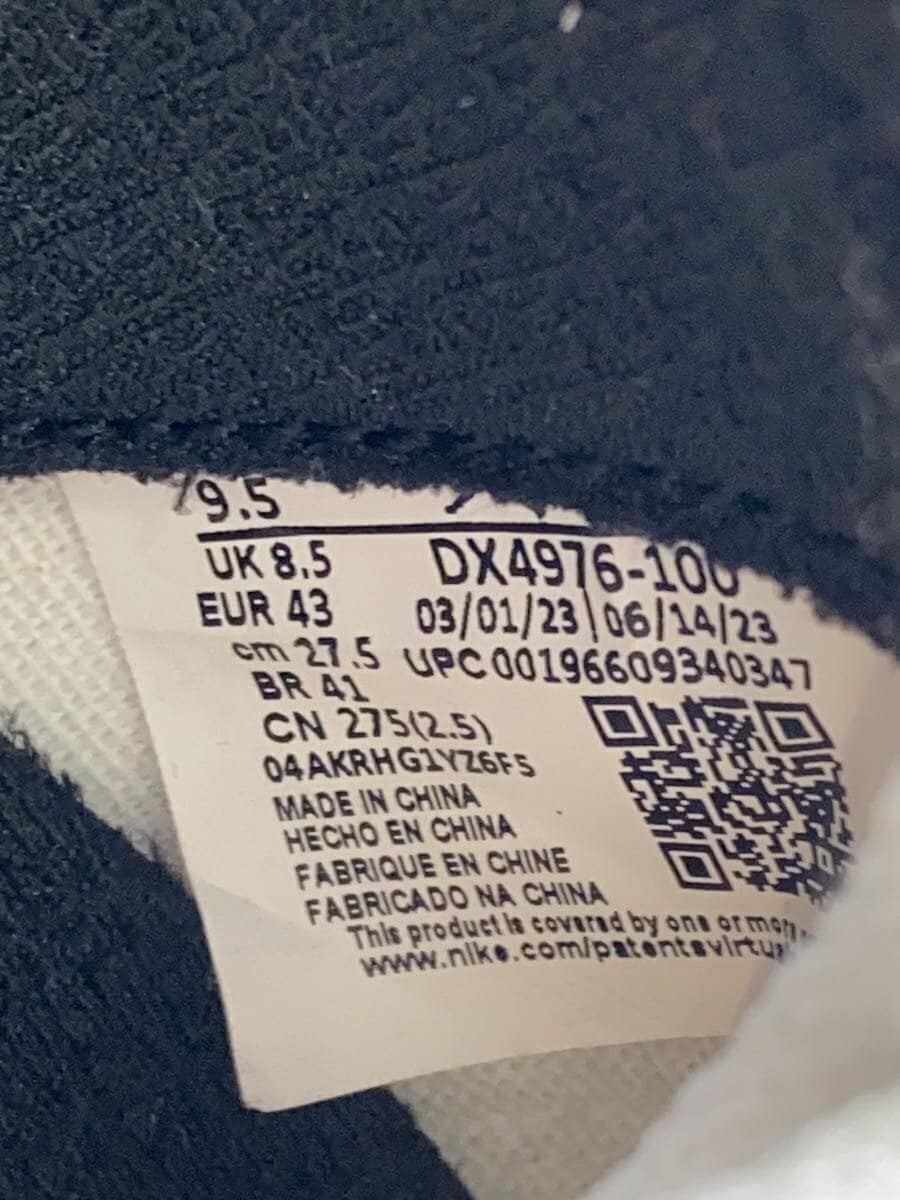 9.5
UK 8.5 DX4976-100
EUR 43 03/01/23 | 06/14/23
cm 27.5 UPC 00196609340347
BR 41
CN 275(2.5)
04AKRHG1YZ6F5
MADE IN CHINA
HECHO EN CHINA
FABRIQUE EN CHINE
FABRICADO NA CHINA
This product is covered by one or more
www.nike.com/patentsvirtual